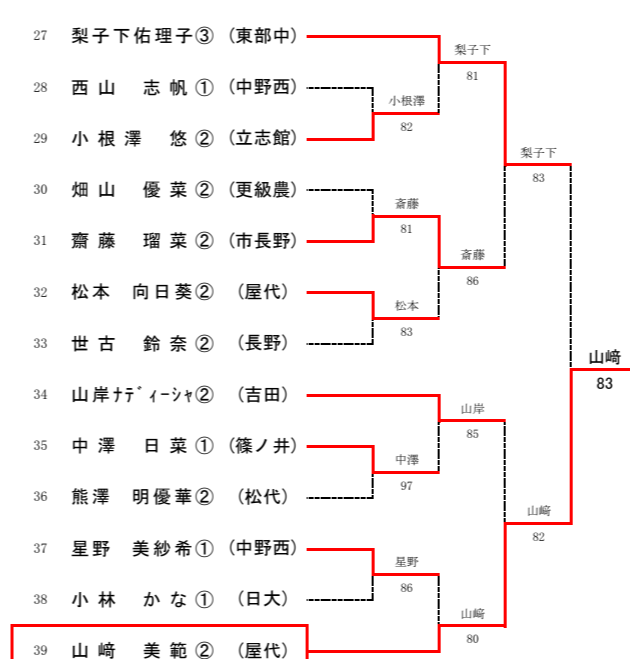 27 梨子下佑理子③ (東部中)
梨子下
81
28 西山 志帆① (中野西)
小根澤
82
29 小根澤 悠② (立志館)
梨子下
83
30 畑山 優菜② (更級農)
斎藤
81
31 齋藤 瑠菜② (市長野)
斎藤
86
32 松本 向日葵② (屋代)
松本
83
33 世古 鈴奈② (長野)
山﨑
83
34 山岸ナディーシャ② (吉田)
山岸
85
35 中澤 日菜① (篠ノ井)
中澤
97
36 熊澤 明優華② (松代)
山﨑
82
37 星野 美紗希① (中野西)
星野
86
38 小林 かな① (日大)
山﨑
80
39 山﨑 美範② (屋代)